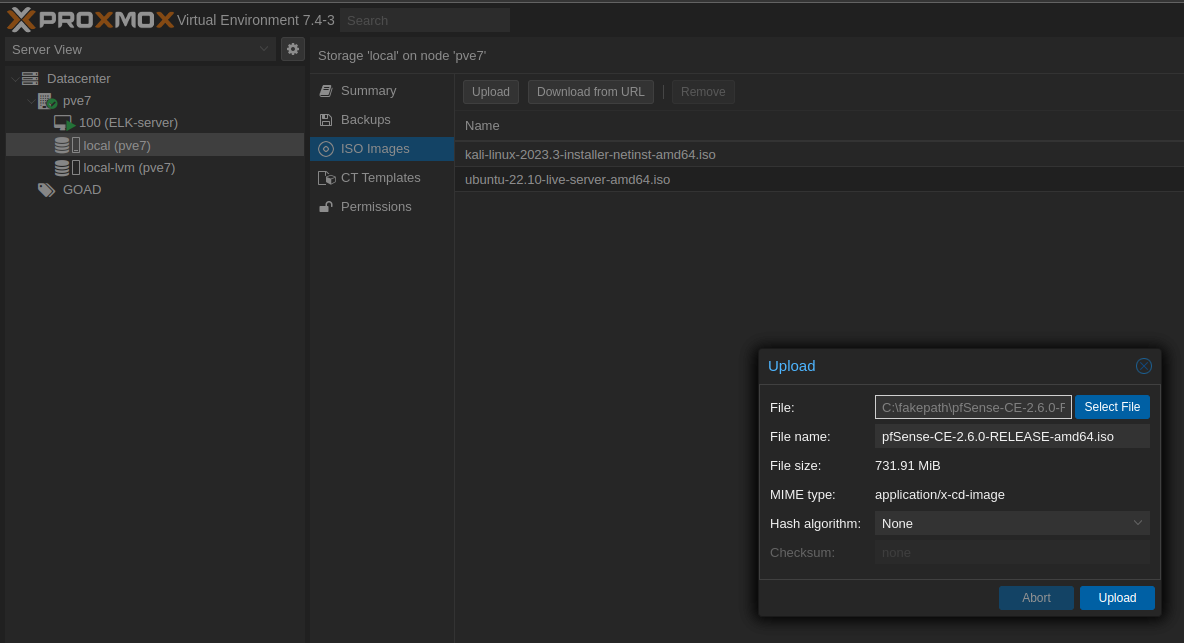 PROXMOX Virtual Environment 7.4-3 Search
Server View
Storage 'local' on node 'pve7'
Datacenter
pve7
100 (ELK-server)
local (pve7)
local-lvm (pve7)
GOAD
Summary
Backups
ISO Images
CT Templates
Permissions
Upload Download from URL Remove
Name
kali-linux-2023.3-installer-netinst-amd64.iso
ubuntu-22.10-live-server-amd64.iso
Upload
File: C:\fakepath\pfSense-CE-2.6.0-R Select File
File name: pfSense-CE-2.6.0-RELEASE-amd64.iso
File size: 731.91 MiB
MIME type: application/x-cd-image
Hash algorithm: None
Checksum: none
Abort Upload